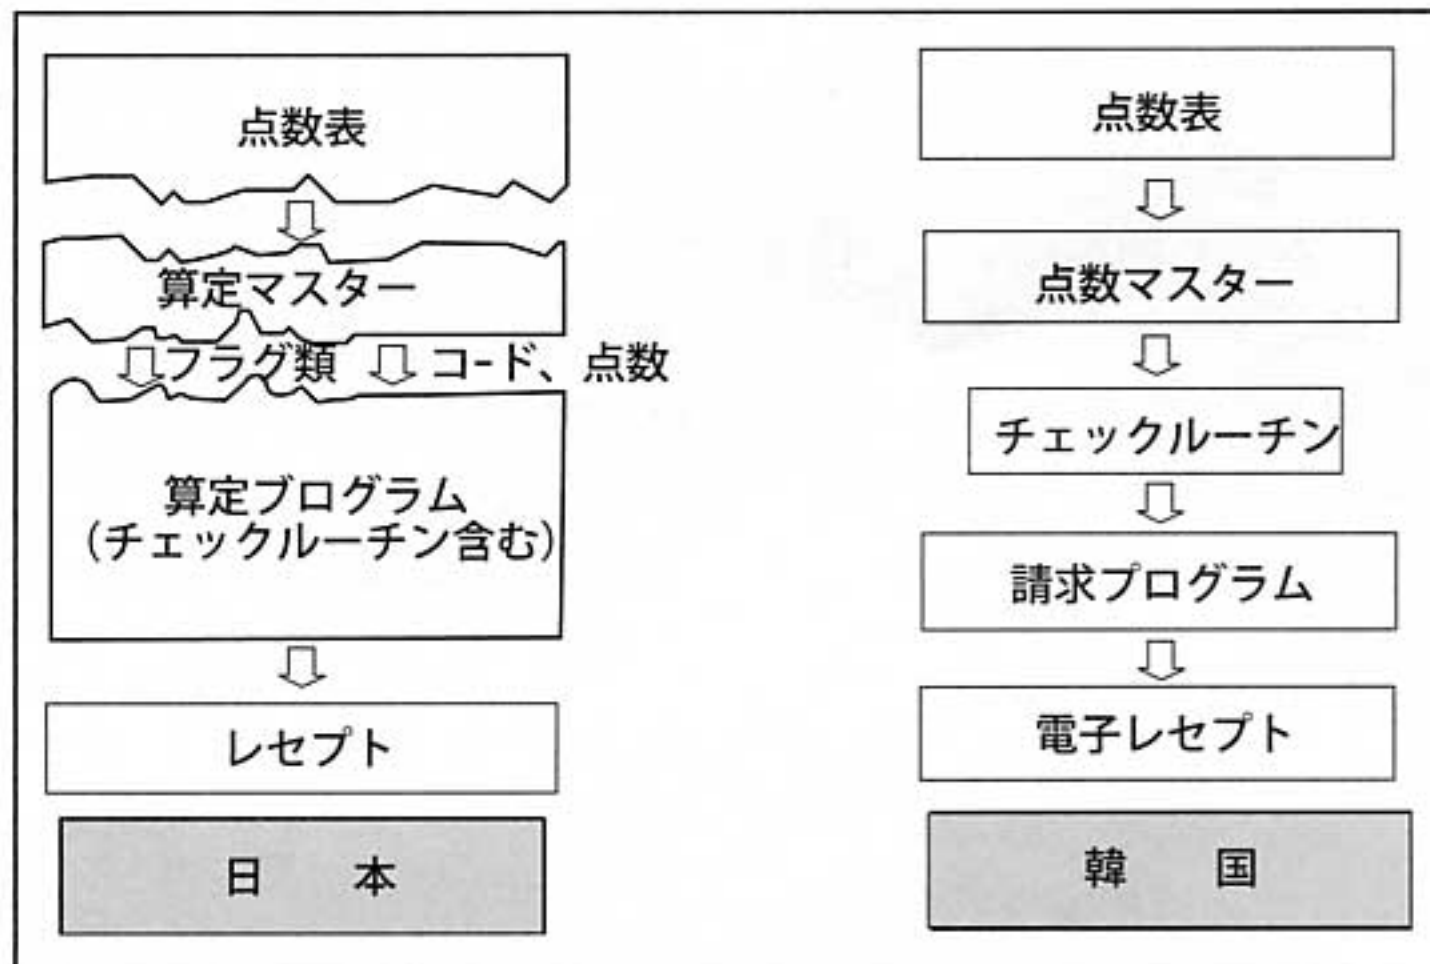 点数表
算定マスター
フラグ類 コード、点数
算定プログラム
(チェックルーチン含む)
レセプト
日 本
点数表
点数マスター
チェックルーチン
請求プログラム
電子レセプト
韓 国